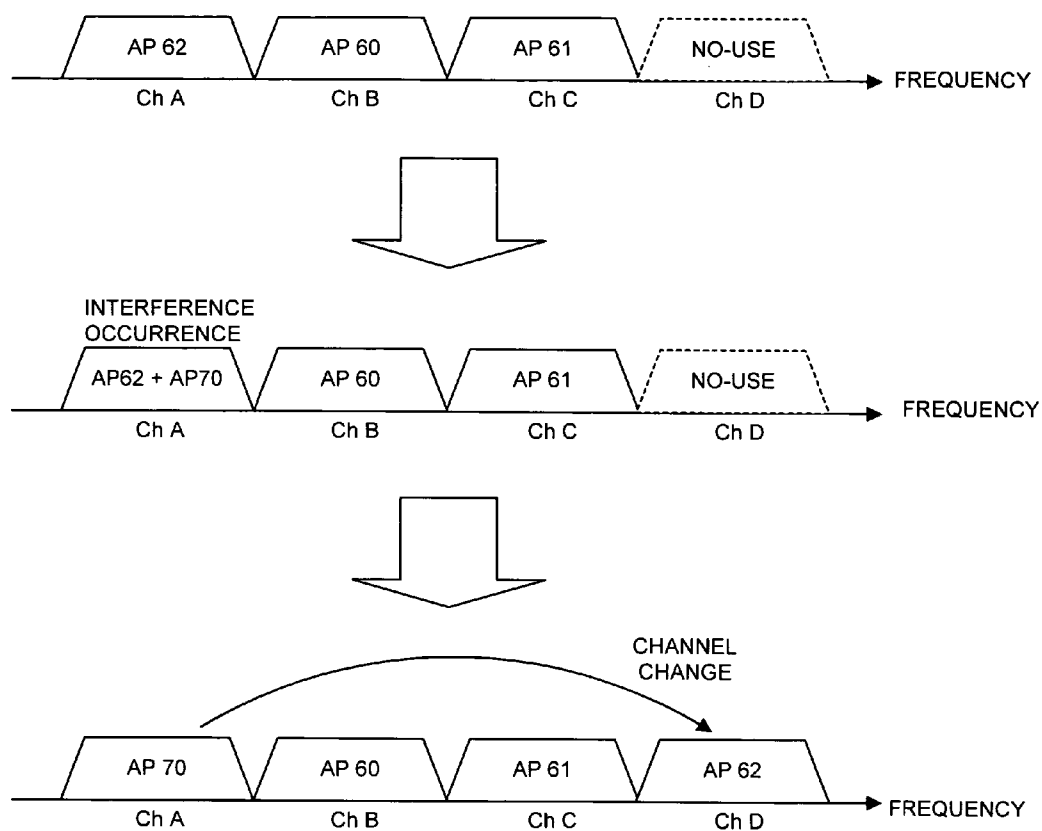 AP 62 AP 60 AP 61 NO-USE
FREQUENCY
Ch A Ch B Ch C Ch D
INTERFERENCE
OCCURRENCE
AP62 + AP70 AP 60 AP 61 NO-USE
FREQUENCY
Ch A Ch B Ch C Ch D
CHANNEL
CHANGE
AP 70 AP 60 AP 61 AP 62
FREQUENCY
Ch A Ch B Ch C Ch D